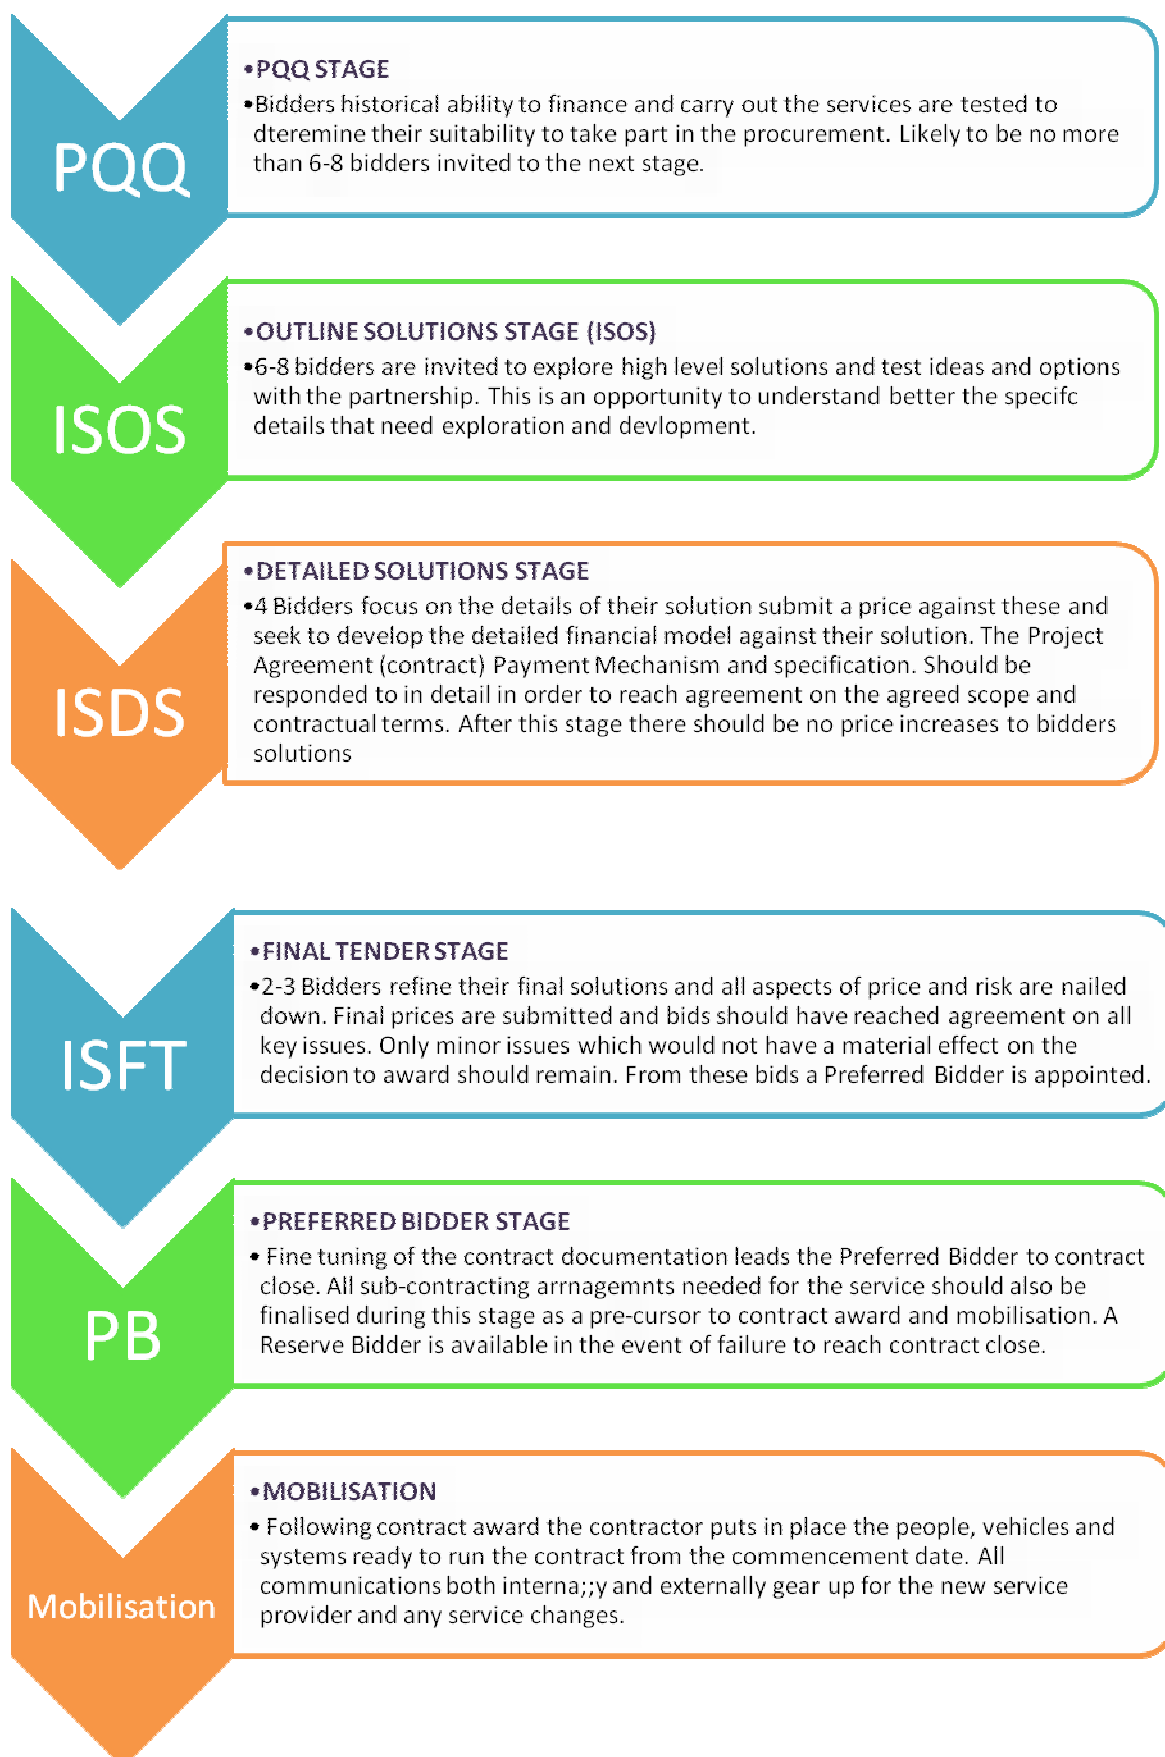 PQQ
•PQQ STAGE
•Bidders historical ability to finance and carry out the services are tested to
dteremine their suitability to take part in the procurement. Likely to be no more
than 6-8 bidders invited to the next stage.
ISOS
•OUTLINE SOLUTIONS STAGE (ISOS)
•6-8 bidders are invited to explore high level solutions and test ideas and options
with the partnership. This is an opportunity to understand better the specifc
details that need exploration and devlopment.
ISDS
•DETAILED SOLUTIONS STAGE
•4 Bidders focus on the details of their solution submit a price against these and
seek to develop the detailed financial model against their solution. The Project
Agreement (contract) Payment Mechanism and specification. Should be
responded to in detail in order to reach agreement on the agreed scope and
contractual terms. After this stage there should be no price increases to bidders
solutions
ISFT
•FINAL TENDER STAGE
•2-3 Bidders refine their final solutions and all aspects of price and risk are nailed
down. Final prices are submitted and bids should have reached agreement on all
key issues. Only minor issues which would not have a material effect on the
decision to award should remain. From these bids a Preferred Bidder is appointed.
PB
•PREFERRED BIDDER STAGE
• Fine tuning of the contract documentation leads the Preferred Bidder to contract
close. All sub-contracting arrnagemnts needed for the service should also be
finalised during this stage as a pre-cursor to contract award and mobilisation. A
Reserve Bidder is available in the event of failure to reach contract close.
Mobilisation
•MOBILISATION
• Following contract award the contractor puts in place the people, vehicles and
systems ready to run the contract from the commencement date. All
communications both interna;;y and externally gear up for the new service
provider and any service changes.